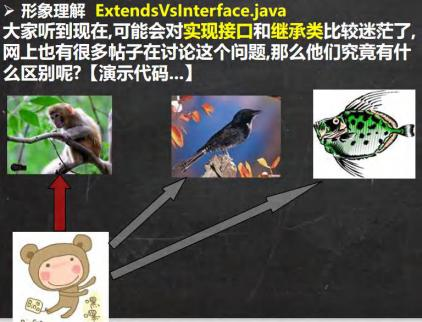 ➢ 形象理解 ExtendsVsInterface.java
大家听到现在,可能会对实现接口和继承类比较迷茫了,
网上也有很多帖子在讨论这个问题,那么他们究竟有什
么区别呢?【演示代码...】
嘿
嘿